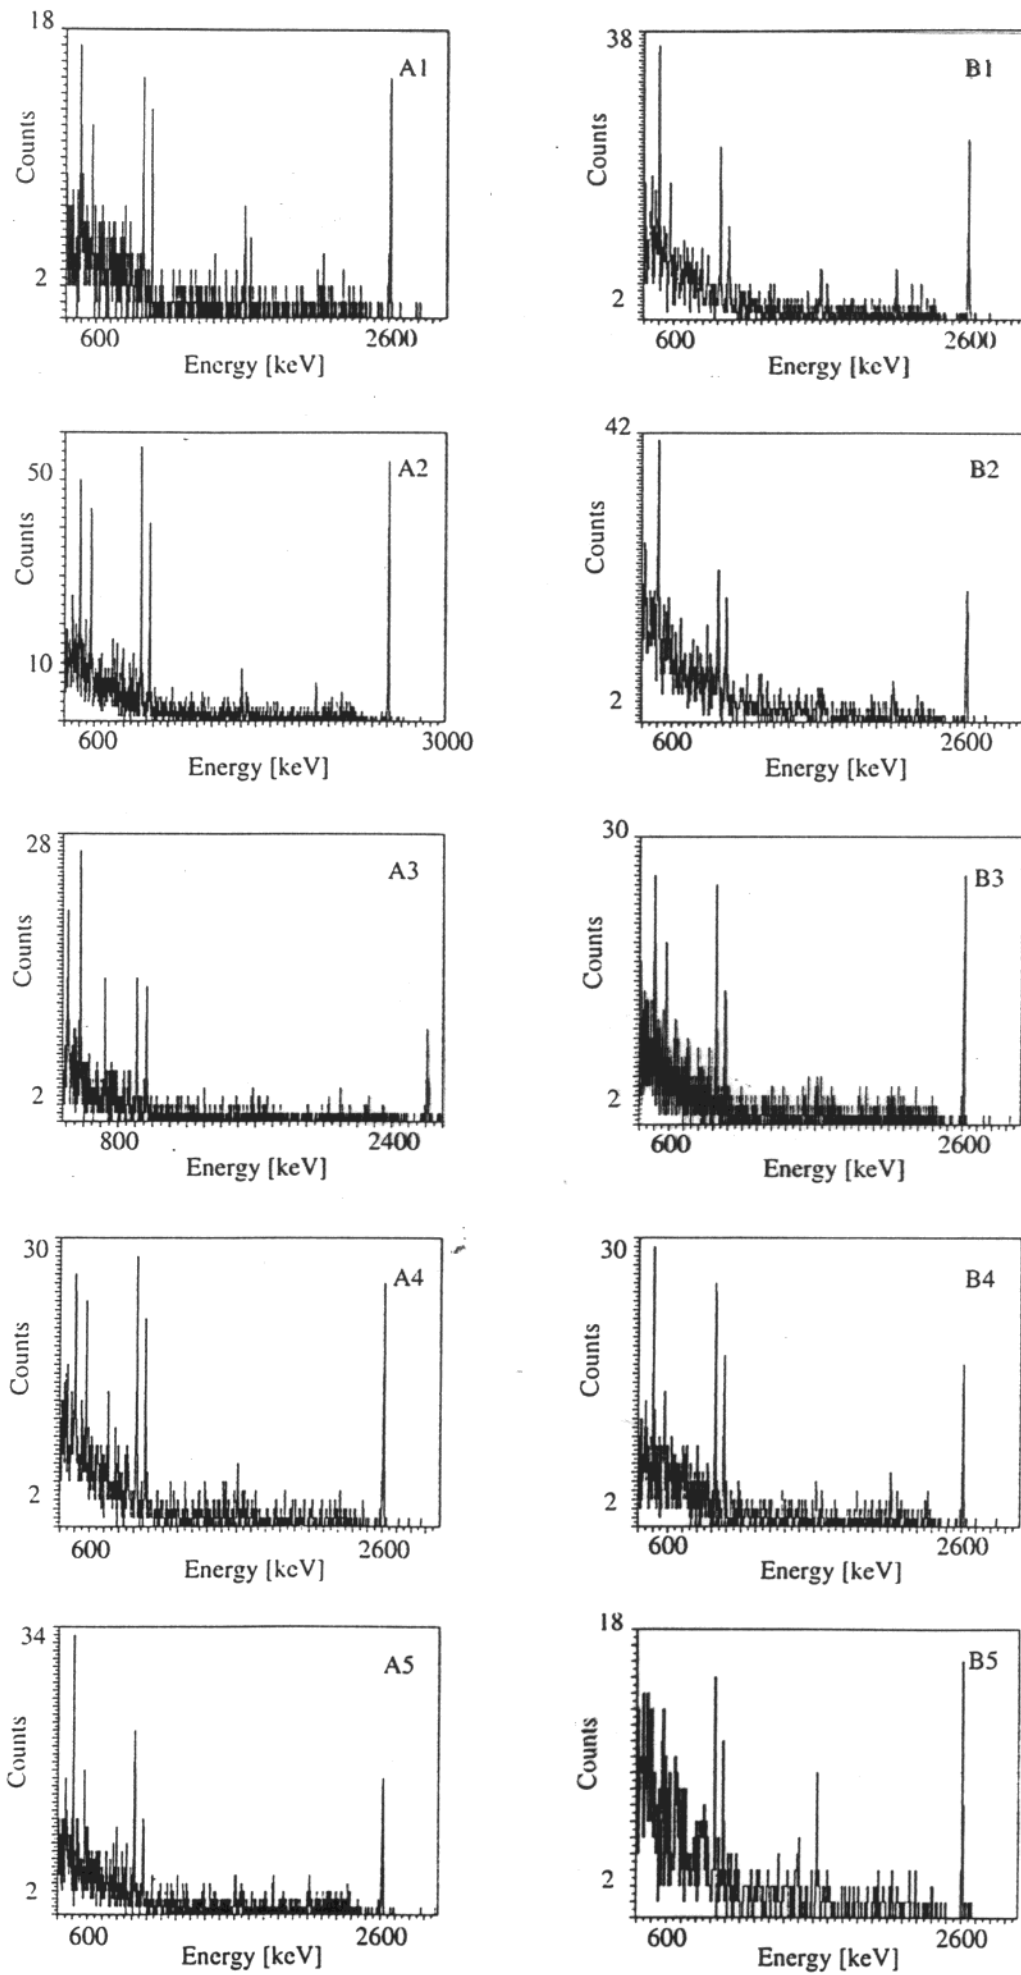 18
A1
Counts
2
600 2600
Energy [keV]
38
B1
Counts
2
600 2600
Energy [keV]
50
A2
Counts
10
600 3000
Energy [keV]
42
B2
Counts
2
600 2600
Energy [keV]
28
A3
Counts
2
800 2400
Energy [keV]
30
B3
Counts
2
600 2600
Energy [keV]
30
A4
Counts
2
600 2600
Energy [keV]
30
B4
Counts
2
600 2600
Energy [keV]
34
A5
Counts
2
600 2600
Energy [keV]
18
B5
Counts
2
600 2600
Energy [keV]